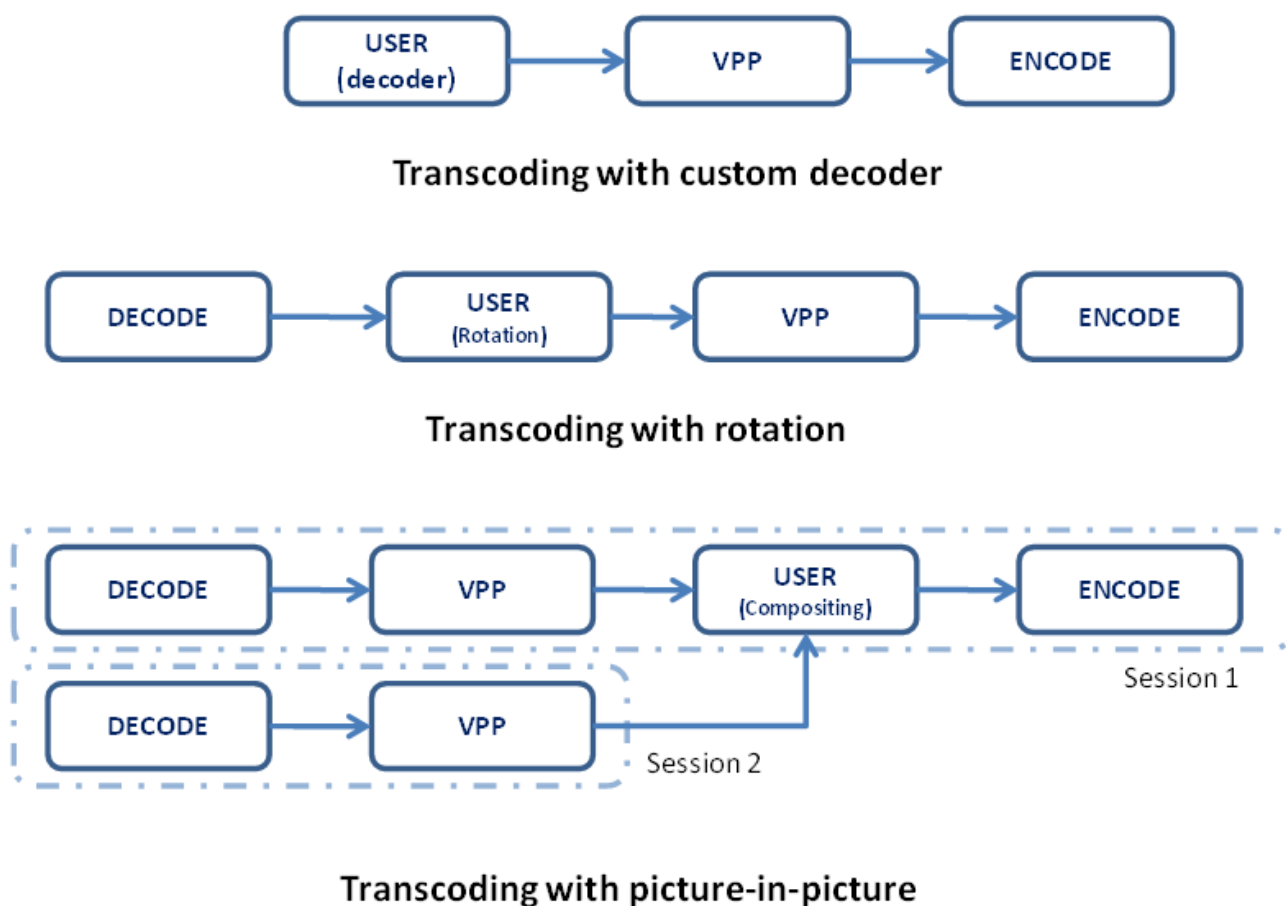 USER
(decoder)
VPP
ENCODE
Transcoding with custom decoder
DECODE
USER
(Rotation)
VPP
ENCODE
Transcoding with rotation
DECODE
VPP
USER
(Compositing)
ENCODE
Session 1
DECODE
VPP
Session 2
Transcoding with picture-in-picture